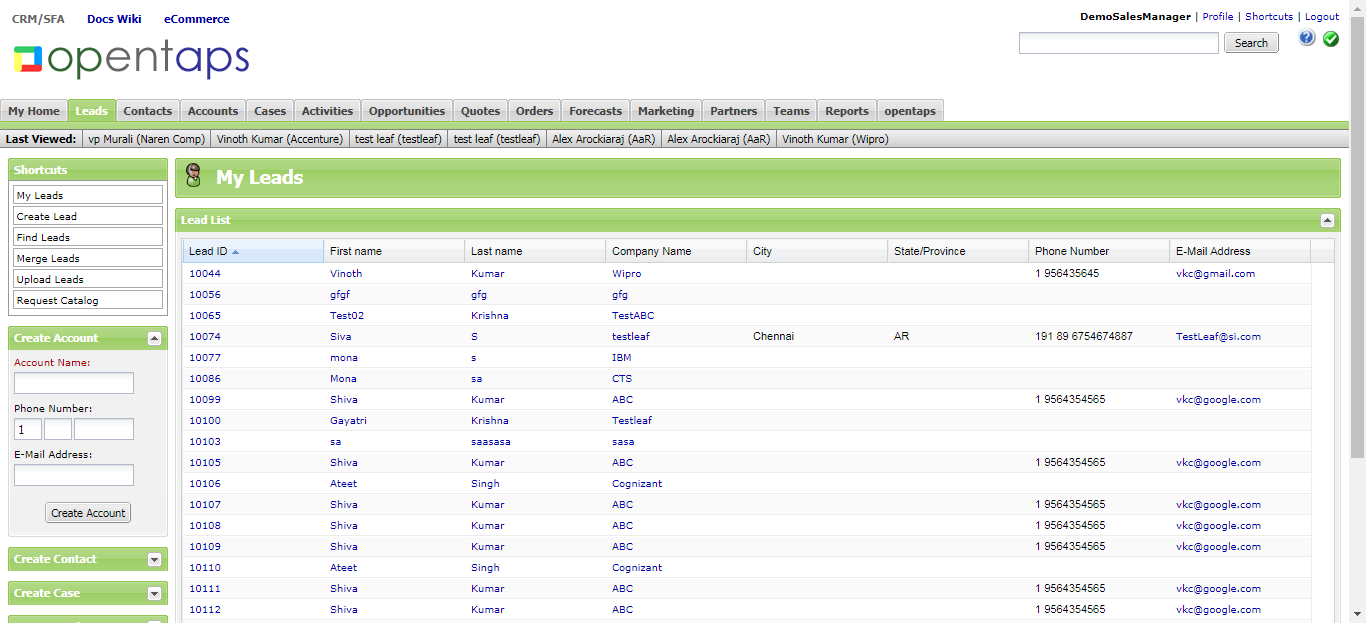 CRM/SFA Docs Wiki eCommerce
DemoSalesManager | Profile | Shortcuts | Logout
opentaps
Search
My Home Leads Contacts Accounts Cases Activities Opportunities Quotes Orders Forecasts Marketing Partners Teams Reports opentaps
Last Viewed: vp Murali (Naren Comp) Vinoth Kumar (Accenture) test leaf (testleaf) test leaf (testleaf) Alex Arockiaraj (AaR) Alex Arockiaraj (AaR) Vinoth Kumar (Wipro)
Shortcuts
My Leads
Create Lead
Find Leads
Merge Leads
Upload Leads
Request Catalog
Create Account
Account Name:
Phone Number:
1
E-Mail Address:
Create Account
Create Contact
Create Case
My Leads
Lead List
Lead ID First name Last name Company Name City State/Province Phone Number E-Mail Address
10044 Vinoth Kumar Wipro 1 956435645 vkc@gmail.com
10056 gfgf gfg gfg
10065 Test02 Krishna TestABC
10074 Siva S testleaf Chennai AR 191 89 6754674887 TestLeaf@si.com
10077 mona s IBM
10086 Mona sa CTS
10099 Shiva Kumar ABC 1 9564354565 vkc@google.com
10100 Gayatri Krishna Testleaf
10103 sa saasasa sasa
10105 Shiva Kumar ABC 1 9564354565 vkc@google.com
10106 Ateet Singh Cognizant
10107 Shiva Kumar ABC 1 9564354565 vkc@google.com
10108 Shiva Kumar ABC 1 9564354565 vkc@google.com
10109 Shiva Kumar ABC 1 9564354565 vkc@google.com
10110 Ateet Singh Cognizant
10111 Shiva Kumar ABC 1 9564354565 vkc@google.com
10112 Shiva Kumar ABC 1 9564354565 vkc@google.com